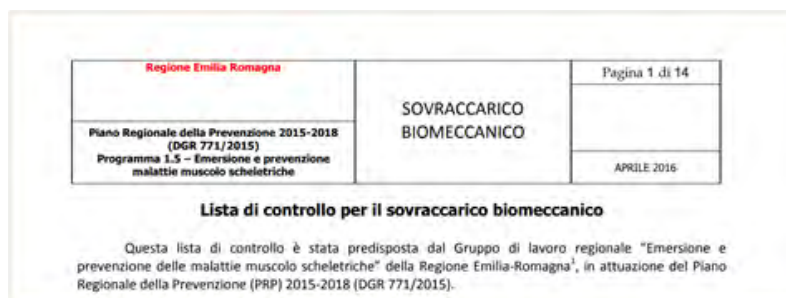 Regione Emilia Romagna
Piano Regionale della Prevenzione 2015-2018
(DGR 771/2015)
Programma 1.5 – Emersione e prevenzione
malattie muscolo scheletriche
SOVRACCARICO
BIOMECCANICO
Pagina 1 di 14
APRILE 2016
Lista di controllo per il sovraccarico biomeccanico
Questa lista di controllo è stata predisposta dal Gruppo di lavoro regionale "Emersione e
prevenzione delle malattie muscolo scheletriche" della Regione Emilia-Romagna¹, in attuazione del Piano
Regionale della Prevenzione (PRP) 2015-2018 (DGR 771/2015).